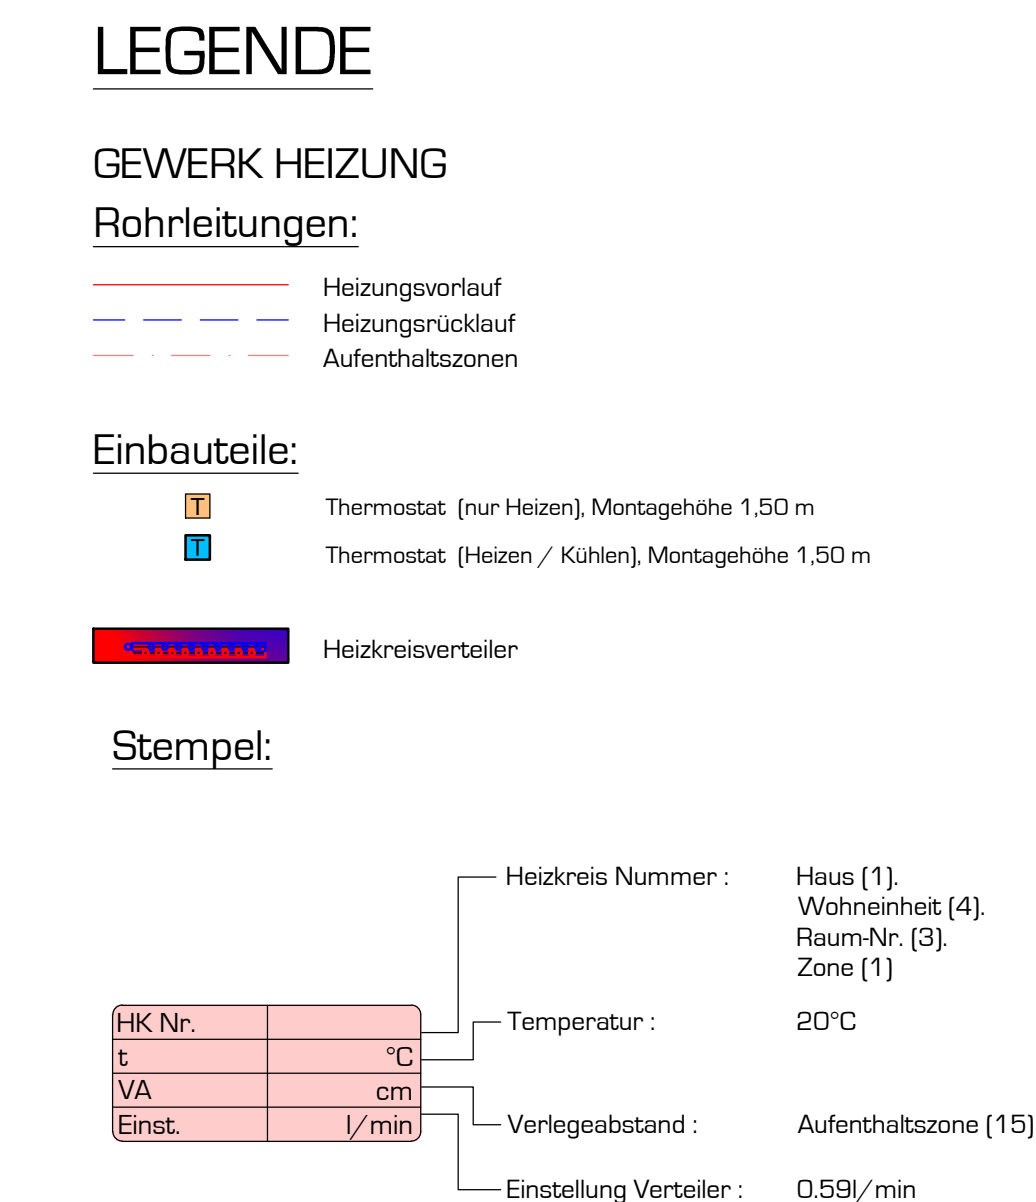 LEGENDE
GEWERK HEIZUNG
Rohrleitungen:
Heizungsvorlauf
Heizungsrücklauf
Aufenthaltszonen
Einbauteile:
T Thermostat (nur Heizen), Montagehöhe 1,50 m
T Thermostat (Heizen / Kühlen), Montagehöhe 1,50 m
Heizkreisverteiler
Stempel:
Heizkreis Nummer : Haus (1).
Wohneinheit (4).
Raum-Nr. (3).
Zone (1)
HK Nr.
t °C
VA cm
Einst. l/min
Temperatur : 20°C
Verlegeabstand : Aufenthaltszone (15)
Einstellung Verteiler : 0.59l/min